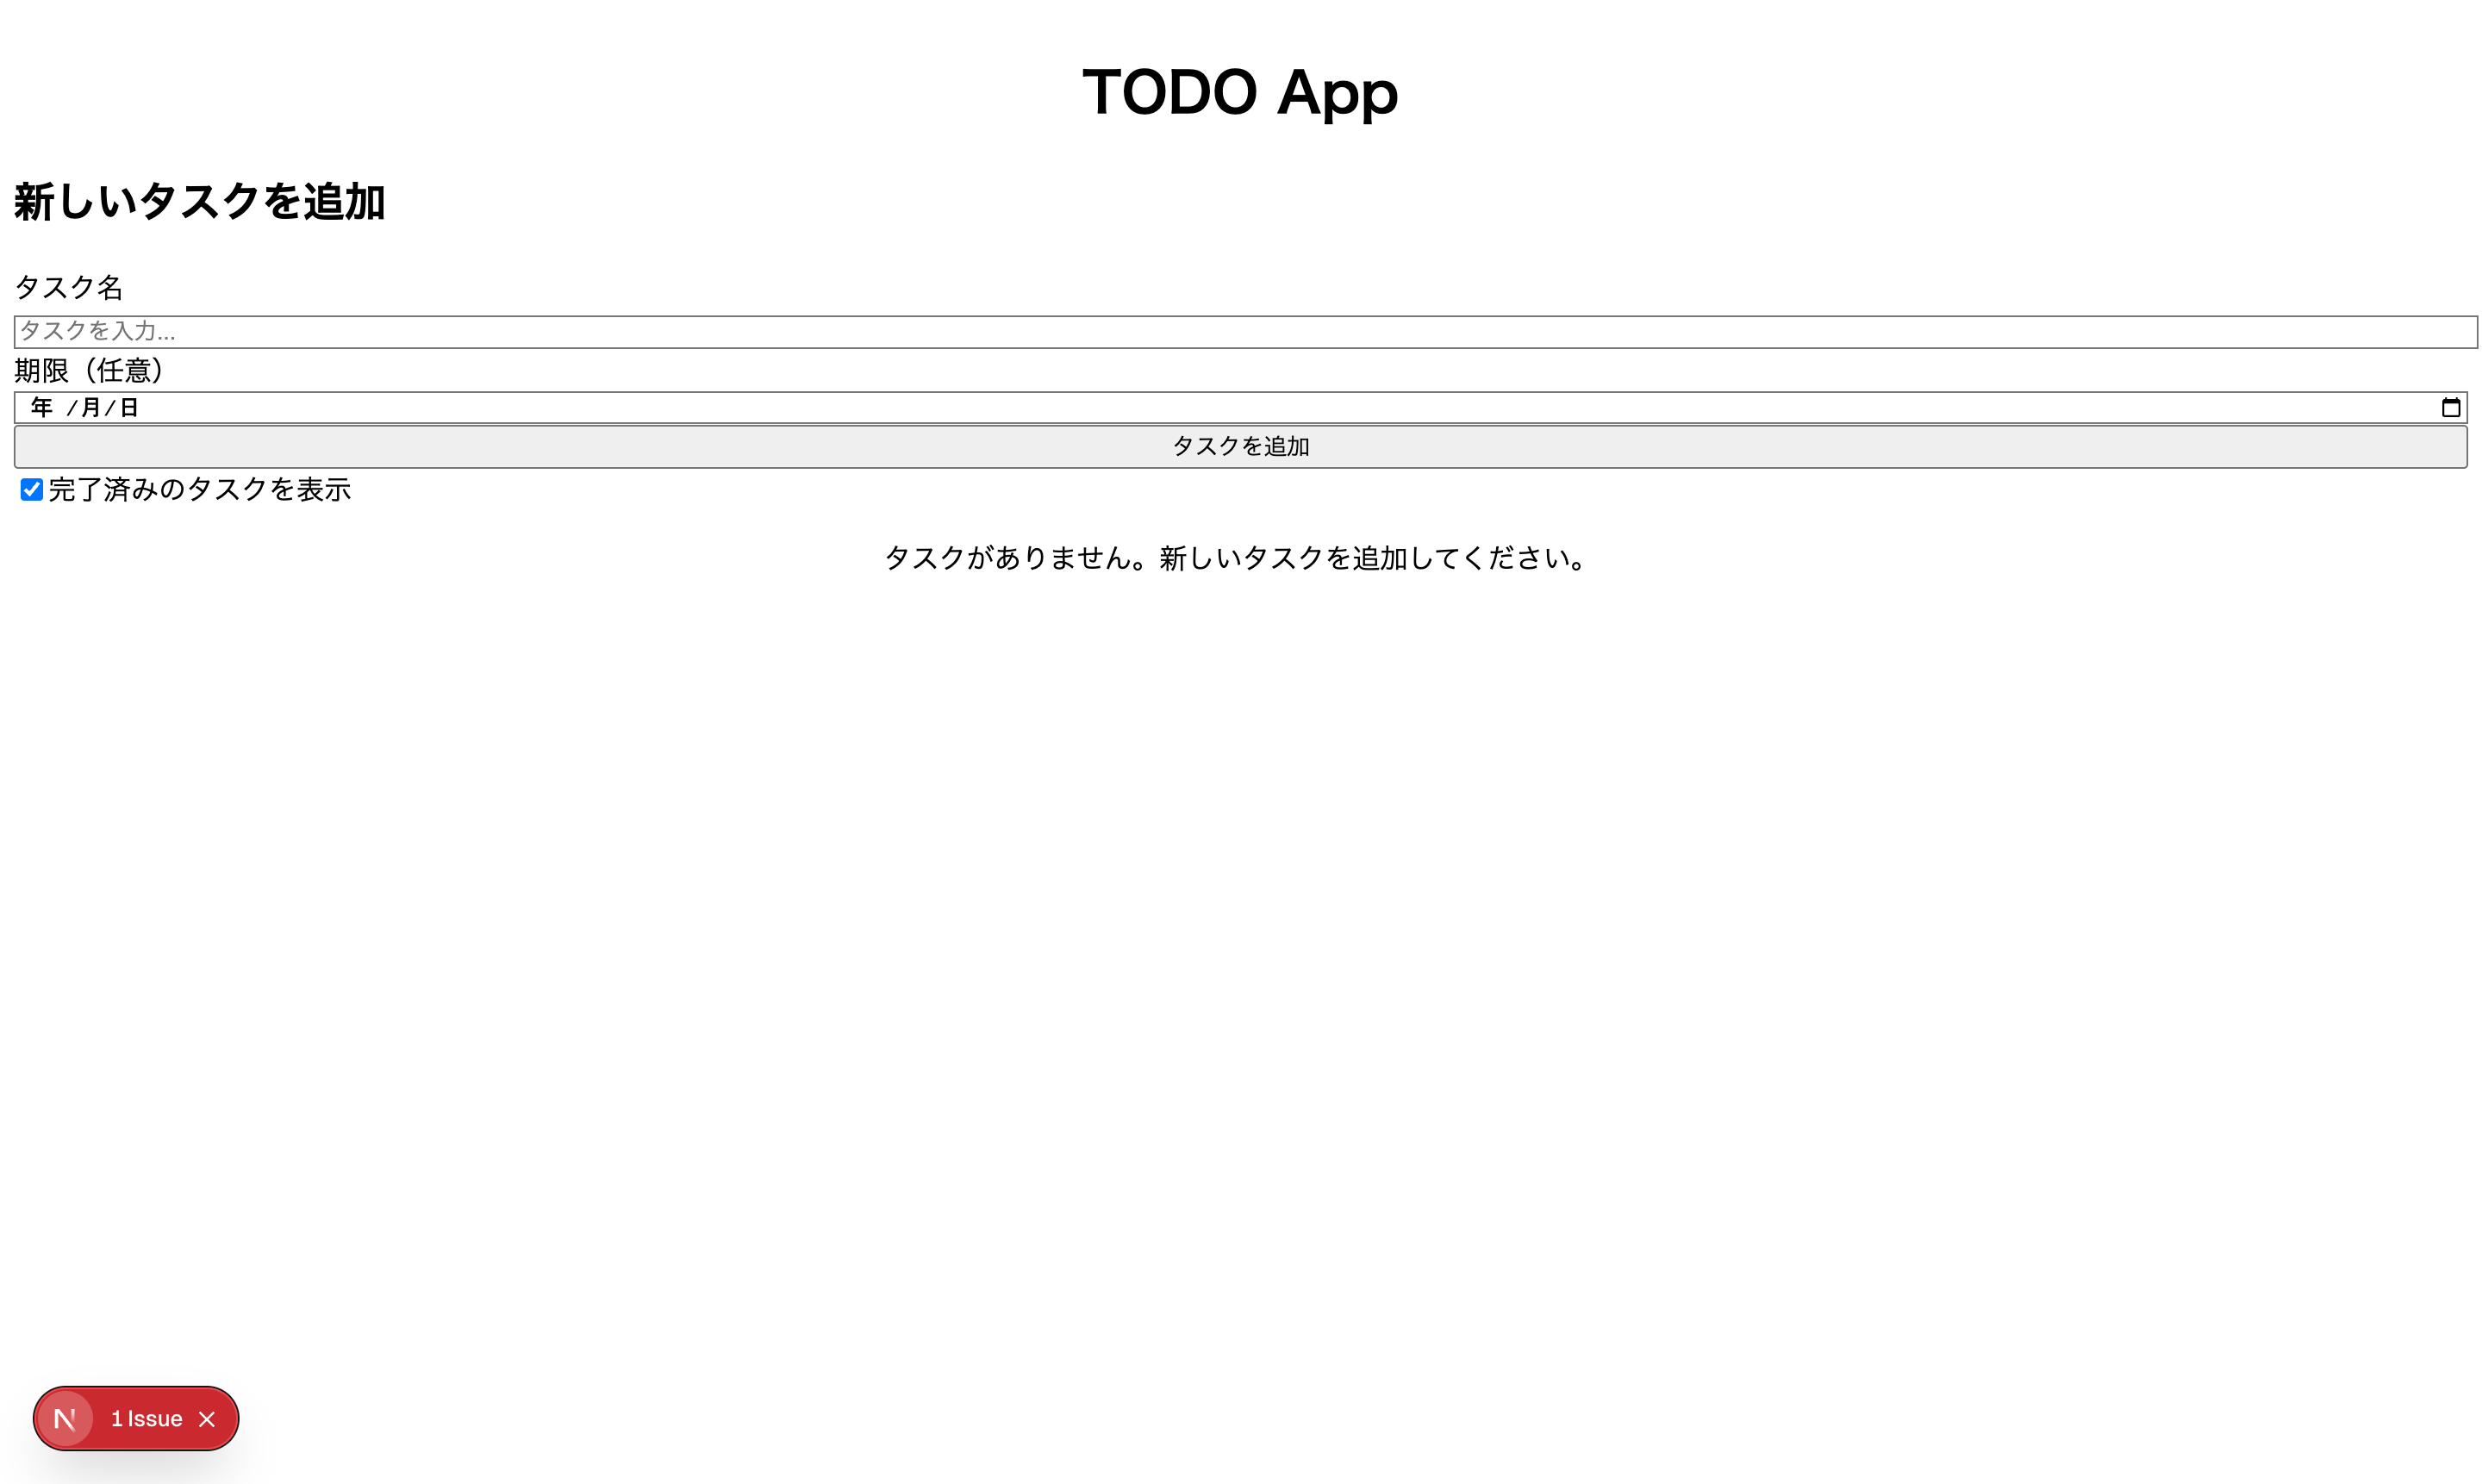 TODO App
新しいタスクを追加
タスク名
タスクを入力...
期限（任意）
年 /月/日
タスクを追加
完了済みのタスクを表示
タスクがありません。新しいタスクを追加してください。
N 1 Issue